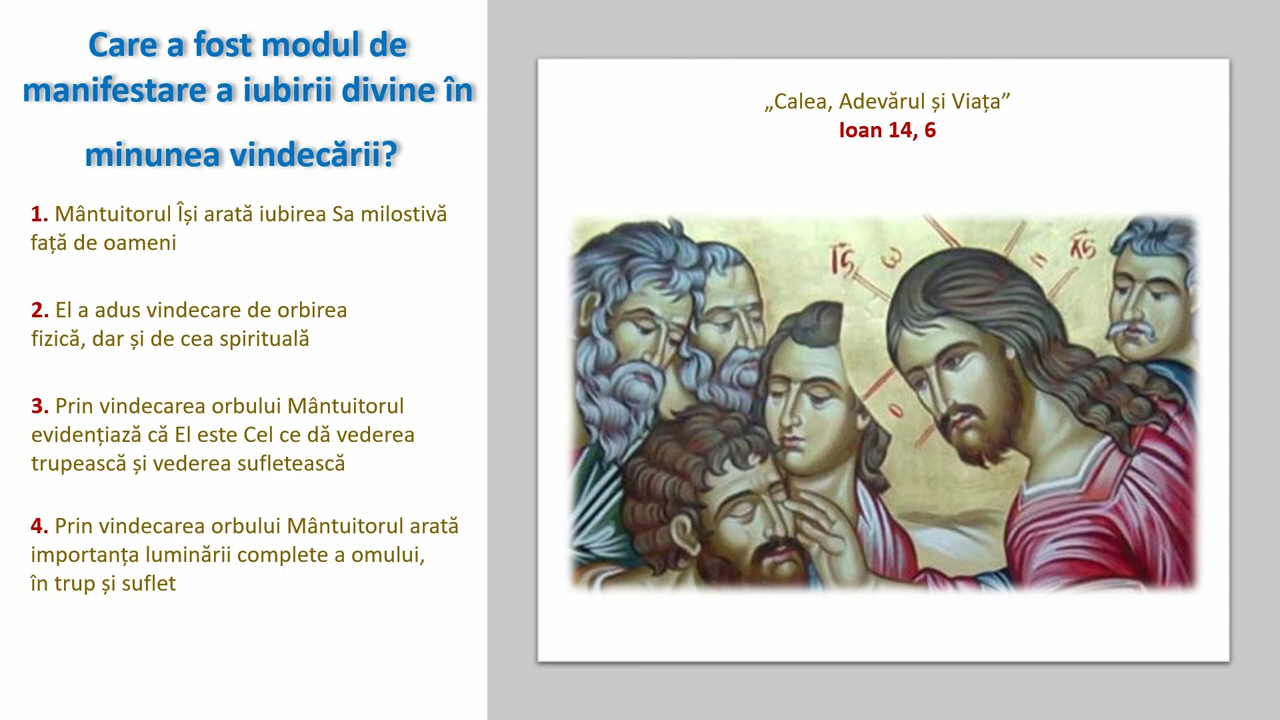 Care a fost modul de
manifestare a iubirii divine în
minunea vindecării?
1. Mântuitorul Își arată iubirea Sa milostivă
față de oameni
2. El a adus vindecare de orbirea
fizică, dar și de cea spirituală
3. Prin vindecarea orbului Mântuitorul
evidențiază că El este Cel ce dă vederea
trupească și vederea sufletească
4. Prin vindecarea orbului Mântuitorul arată
importanța luminării complete a omului,
în trup și suflet
„Calea, Adevărul și Viața”
Ioan 14, 6